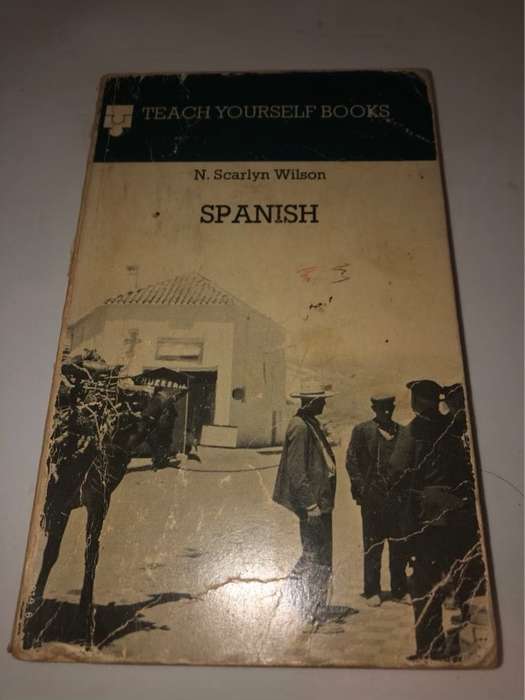 TEACH YOURSELF BOOKS
N. Scarlyn Wilson
SPANISH